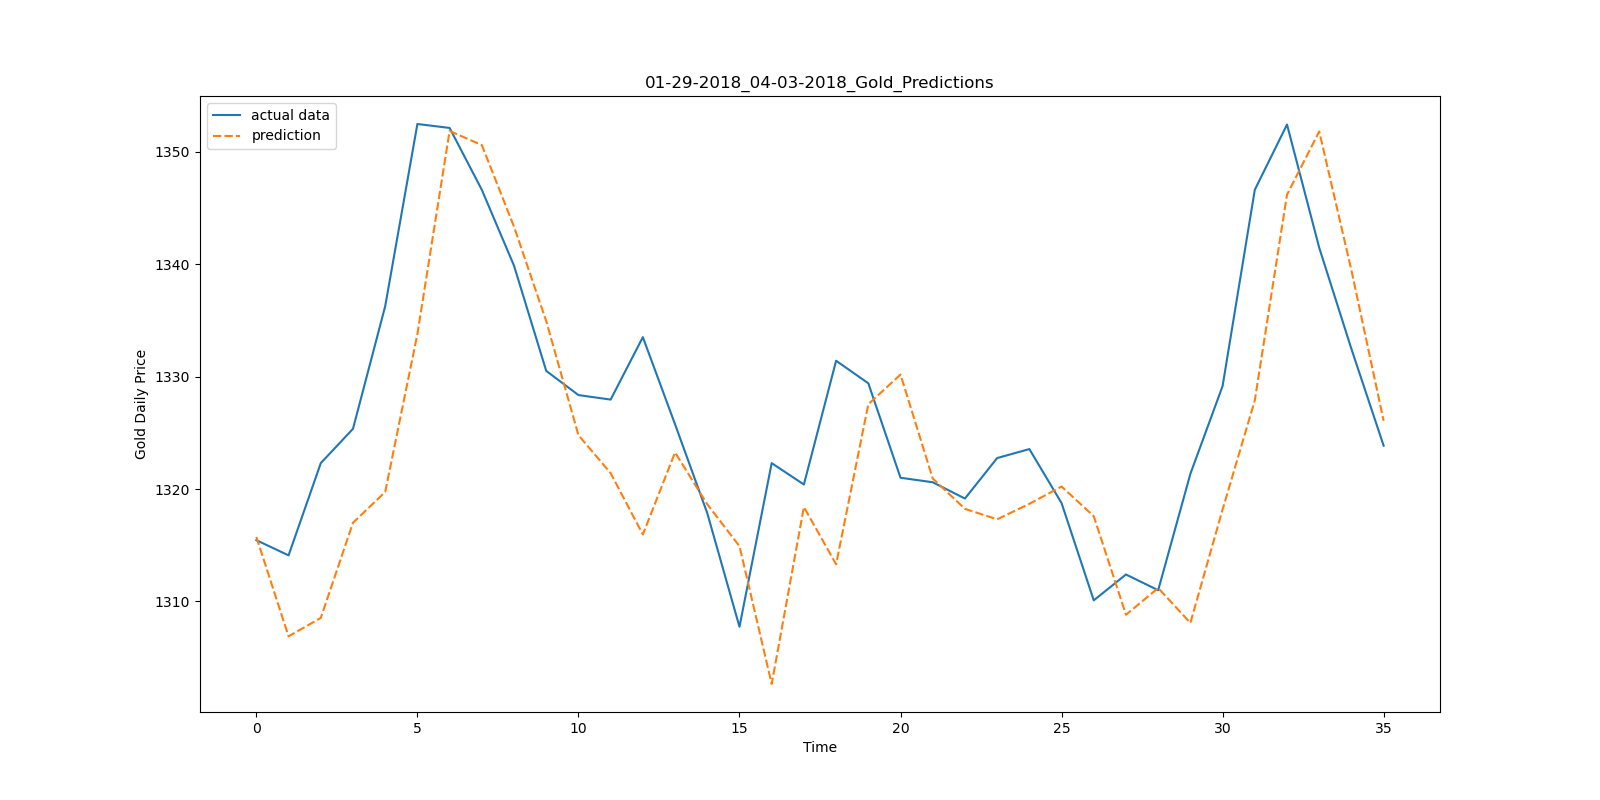 01-29-2018_04-03-2018_Gold_Predictions
actual data
prediction
1350
1340
1330
1320
1310
Gold Daily Price
0 5 10 15 20 25 30 35
Time